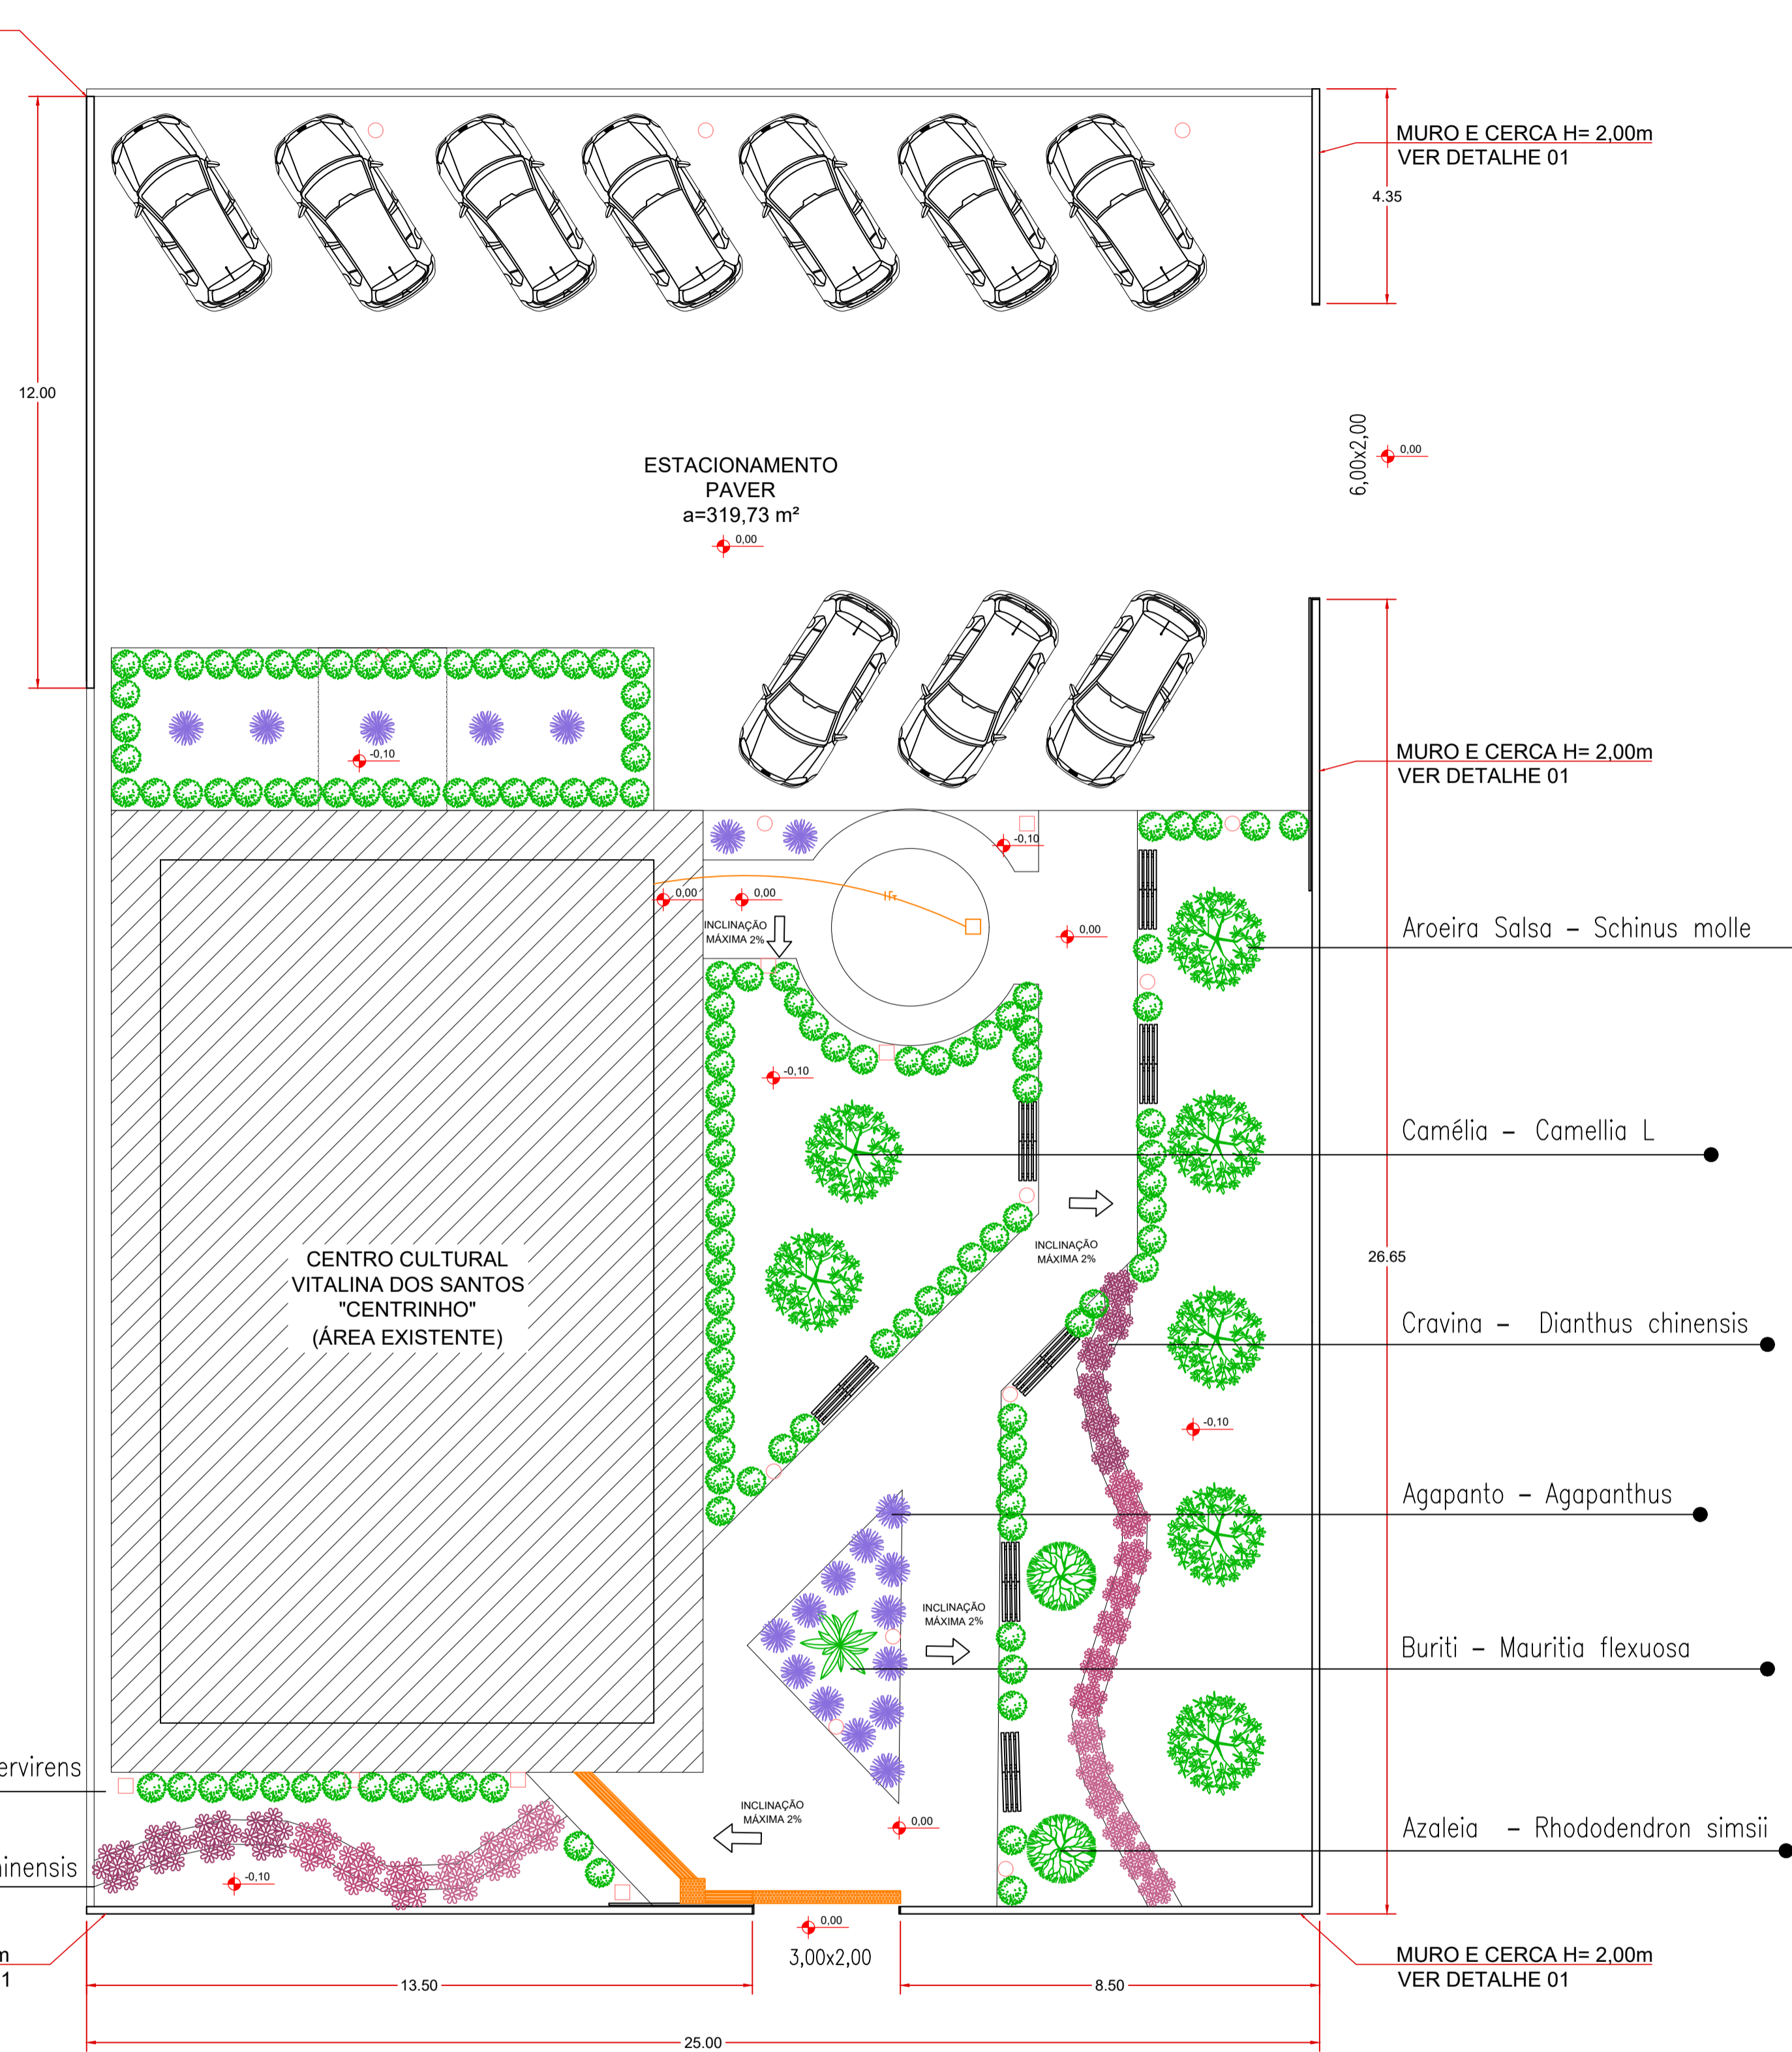 MURO E CERCA H= 2,00m
VER DETALHE 01
4.35
12.00
6,00x2,00
0,00
ESTACIONAMENTO
PAVER
a=319,73 m²
0,00
MURO E CERCA H= 2,00m
VER DETALHE 01
-0,10
-0,10
0,00
0,00
INCLINAÇÃO
MÁXIMA 2%
0,00
Aroeira Salsa – Schinus molle
-0,10
Camélia – Camellia L
INCLINAÇÃO
MÁXIMA 2%
26.65
CENTRO CULTURAL
VITALINA DOS SANTOS
"CENTRINHO"
(ÁREA EXISTENTE)
Cravina – Dianthus chinensis
-0,10
Agapanto – Agapanthus
INCLINAÇÃO
MÁXIMA 2%
Buriti – Mauritia flexuosa
ervirens
INCLINAÇÃO
MÁXIMA 2%
0,00
Azaleia – Rhododendron simsii
inensis
-0,10
0,00
3,00x2,00
m
1
MURO E CERCA H= 2,00m
VER DETALHE 01
13.50
8.50
25.00